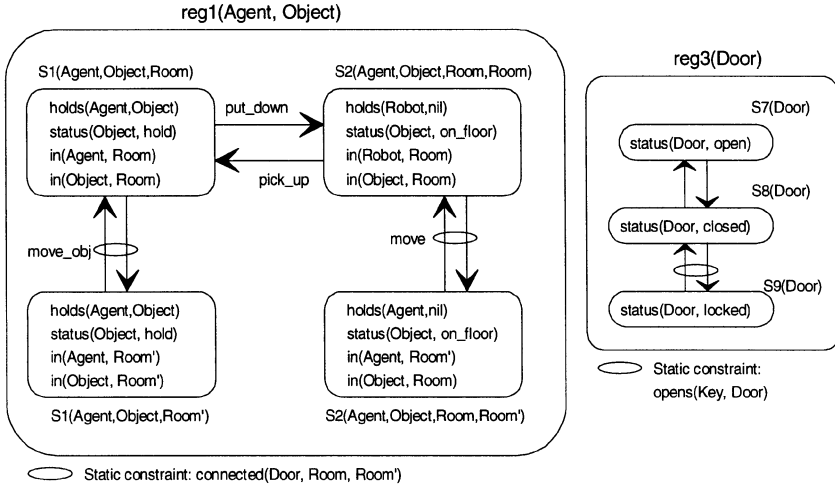 reg1(Agent, Object)
S1(Agent,Object,Room)
holds(Agent,Object)
status(Object, hold)
in(Agent, Room)
in(Object, Room)
put_down
pick_up
S2(Agent,Object,Room,Room)
holds(Robot,nil)
status(Object, on_floor)
in(Robot, Room)
in(Object, Room)
move_obj
move
holds(Agent,Object)
status(Object, hold)
in(Agent, Room')
in(Object, Room')
S1(Agent,Object,Room')
holds(Agent,nil)
status(Object, on_floor)
in(Agent, Room')
in(Object, Room)
S2(Agent,Object,Room,Room')
Static constraint: connected(Door, Room, Room')
reg3(Door)
S7(Door)
status(Door, open)
S8(Door)
status(Door, closed)
S9(Door)
status(Door, locked)
Static constraint:
opens(Key, Door)